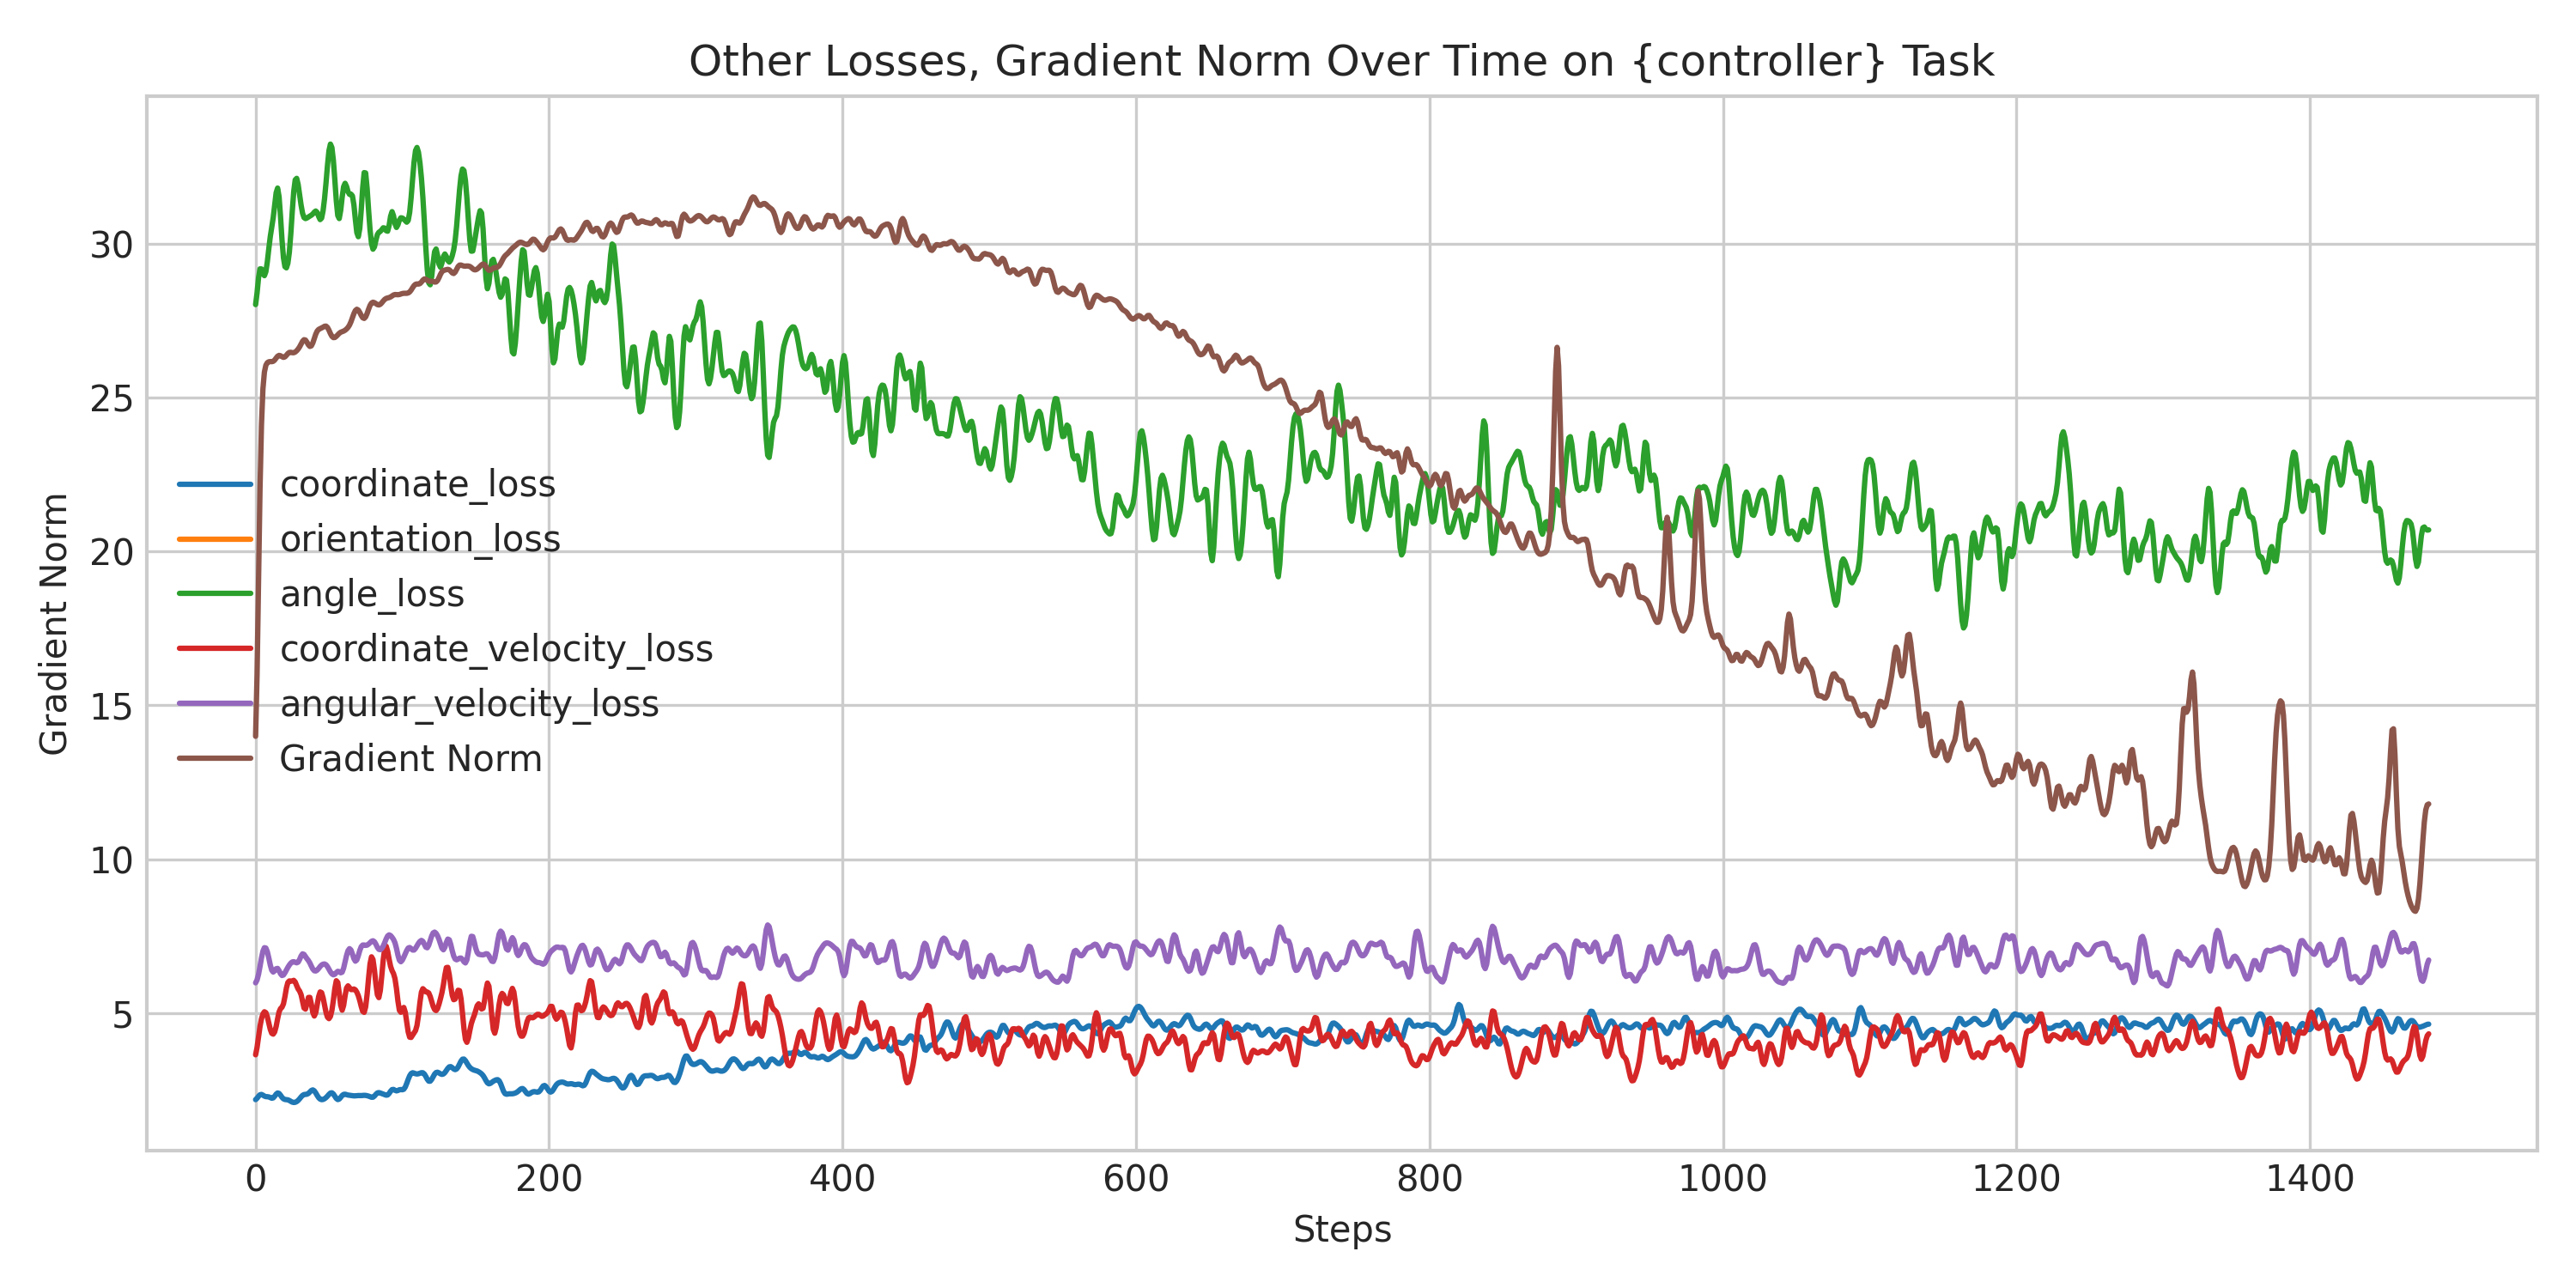 Other Losses, Gradient Norm Over Time on {controller} Task
Gradient Norm
30
25
20
15
10
5
coordinate_loss
orientation_loss
angle_loss
coordinate_velocity_loss
angular_velocity_loss
Gradient Norm
0 200 400 600 800 1000 1200 1400
Steps